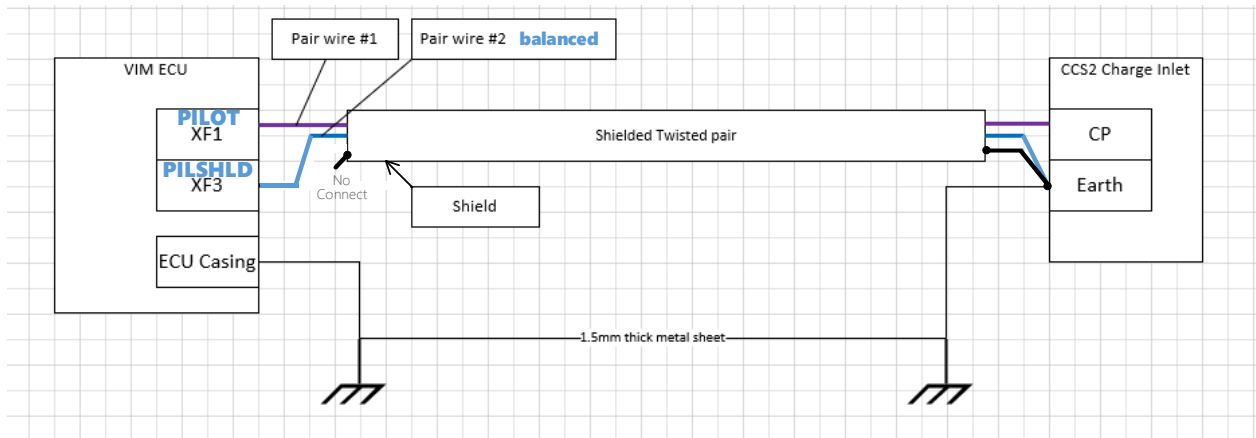 Pair wire #1
Pair wire #2 balanced
VIM ECU
CCS2 Charge Inlet
PILOT
XF1
Shielded Twisted pair
CP
PILSHLD
XF3
No
Connect
Shield
Earth
ECU Casing
1.5mm thick metal sheet